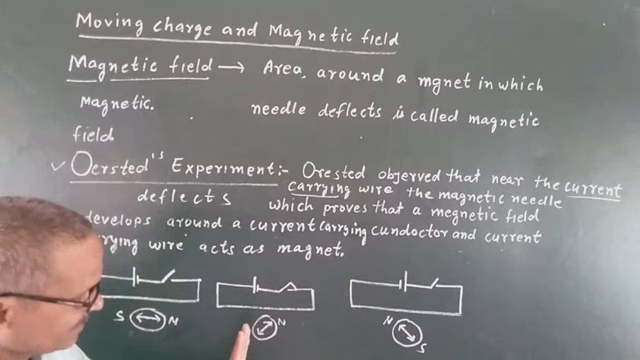 Moving charge and Magnetic field
Magnetic field → Area, around a mgnet in which
Magnetic. needle deflects is called magnetic
field
✓ Oersted's Experiment:- Orested observed that near the current
carrying wire the magnetic needle
deflects which proves that a megnetic field
develops around a current carrying cunductor and current
wire acts as magnet.
S N N N
S